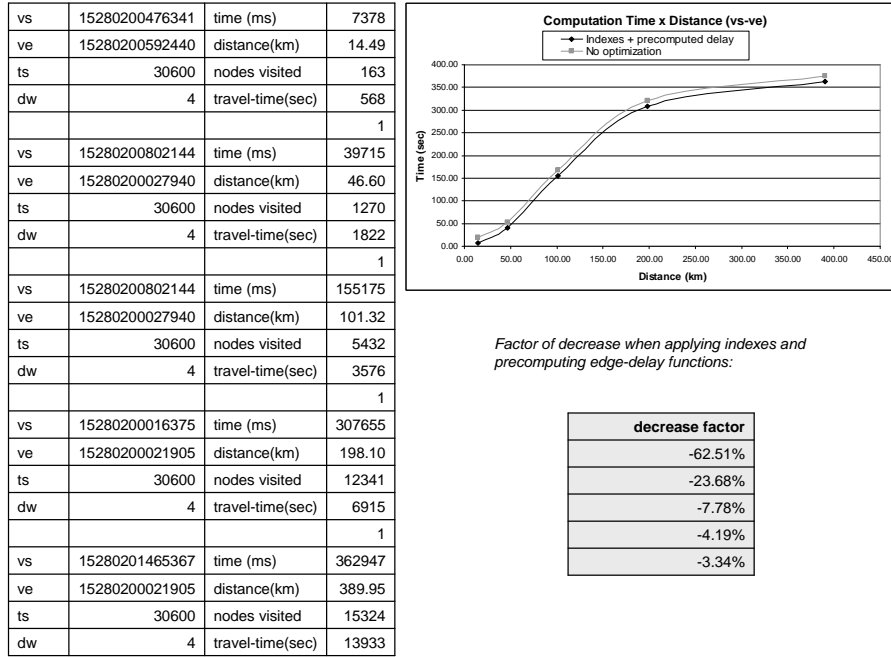 vs 15280200476341 time (ms) 7378
ve 15280200592440 distance(km) 14.49
ts 30600 nodes visited 163
dw 4 travel-time(sec) 568
1
vs 15280200802144 time (ms) 39715
ve 15280200027940 distance(km) 46.60
ts 30600 nodes visited 1270
dw 4 travel-time(sec) 1822
1
vs 15280200802144 time (ms) 155175
ve 15280200027940 distance(km) 101.32
ts 30600 nodes visited 5432
dw 4 travel-time(sec) 3576
1
vs 15280200016375 time (ms) 307655
ve 15280200021905 distance(km) 198.10
ts 30600 nodes visited 12341
dw 4 travel-time(sec) 6915
1
vs 15280201465367 time (ms) 362947
ve 15280200021905 distance(km) 389.95
ts 30600 nodes visited 15324
dw 4 travel-time(sec) 13933
Computation Time x Distance (vs-ve)
Indexes + precomputed delay
No optimization
Time (sec)
400.00
350.00
300.00
250.00
200.00
150.00
100.00
50.00
0.00
0.00 50.00 100.00 150.00 200.00 250.00 300.00 350.00 400.00 450.00
Distance (km)
Factor of decrease when applying indexes and
precomputing edge-delay functions:
decrease factor
-62.51%
-23.68%
-7.78%
-4.19%
-3.34%